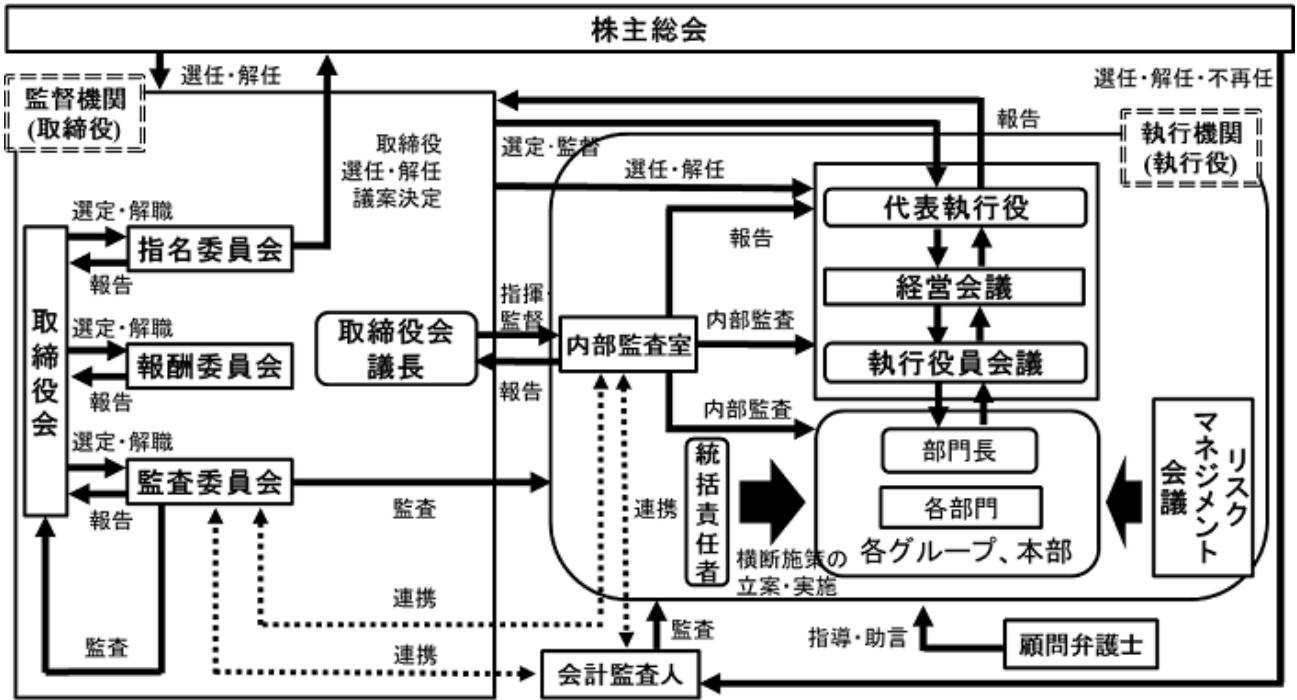 株主総会
選任・解任
選任・解任・不再任
監督機関
(取締役)
執行機関
(執行役)
報告
取締役
選任・解任
議案決定
選定・監督
選任・解任
代表執行役
選定・解職
指名委員会
報告
報告
経営会議
指揮・
監督
取締役会
選定・解職
報酬委員会
報告
取締役会
議長
内部監査室
内部監査
執行役員会議
報告
内部監査
選定・解職
監査委員会
報告
監査
連携
統括責任者
部門長
各部門
各グループ、本部
リスク
マネジメント
会議
横断施策の
立案・実施
連携
監査
指導・助言
顧問弁護士
監査
連携
会計監査人